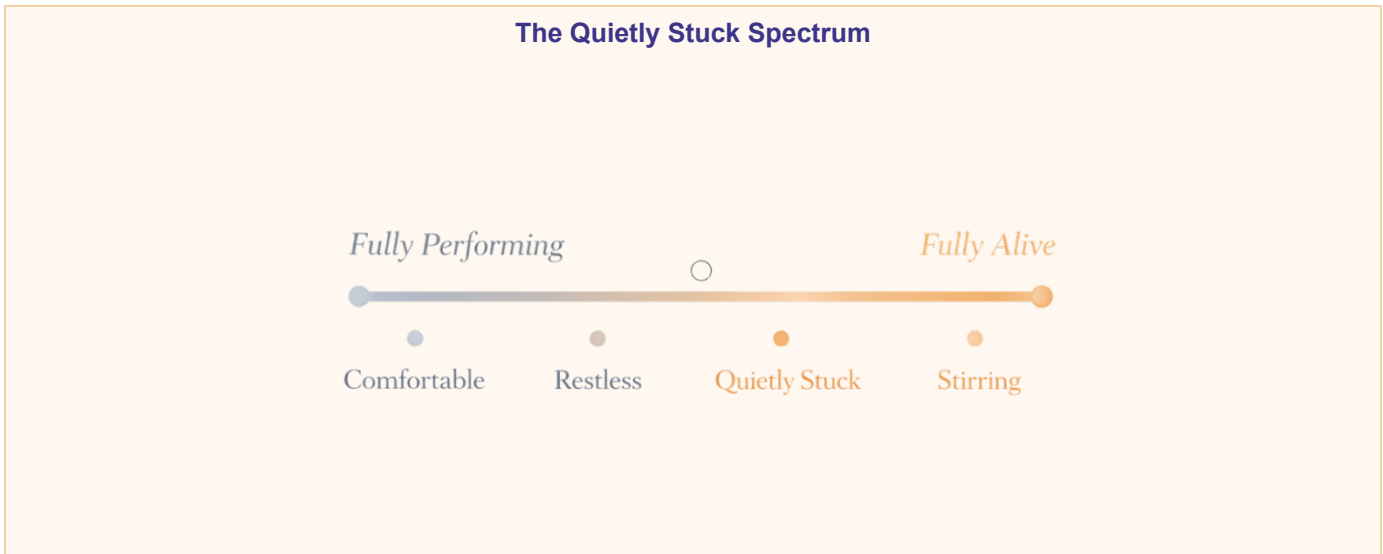 The Quietly Stuck Spectrum
Fully Performing Fully Alive
Comfortable Restless Quietly Stuck Stirring